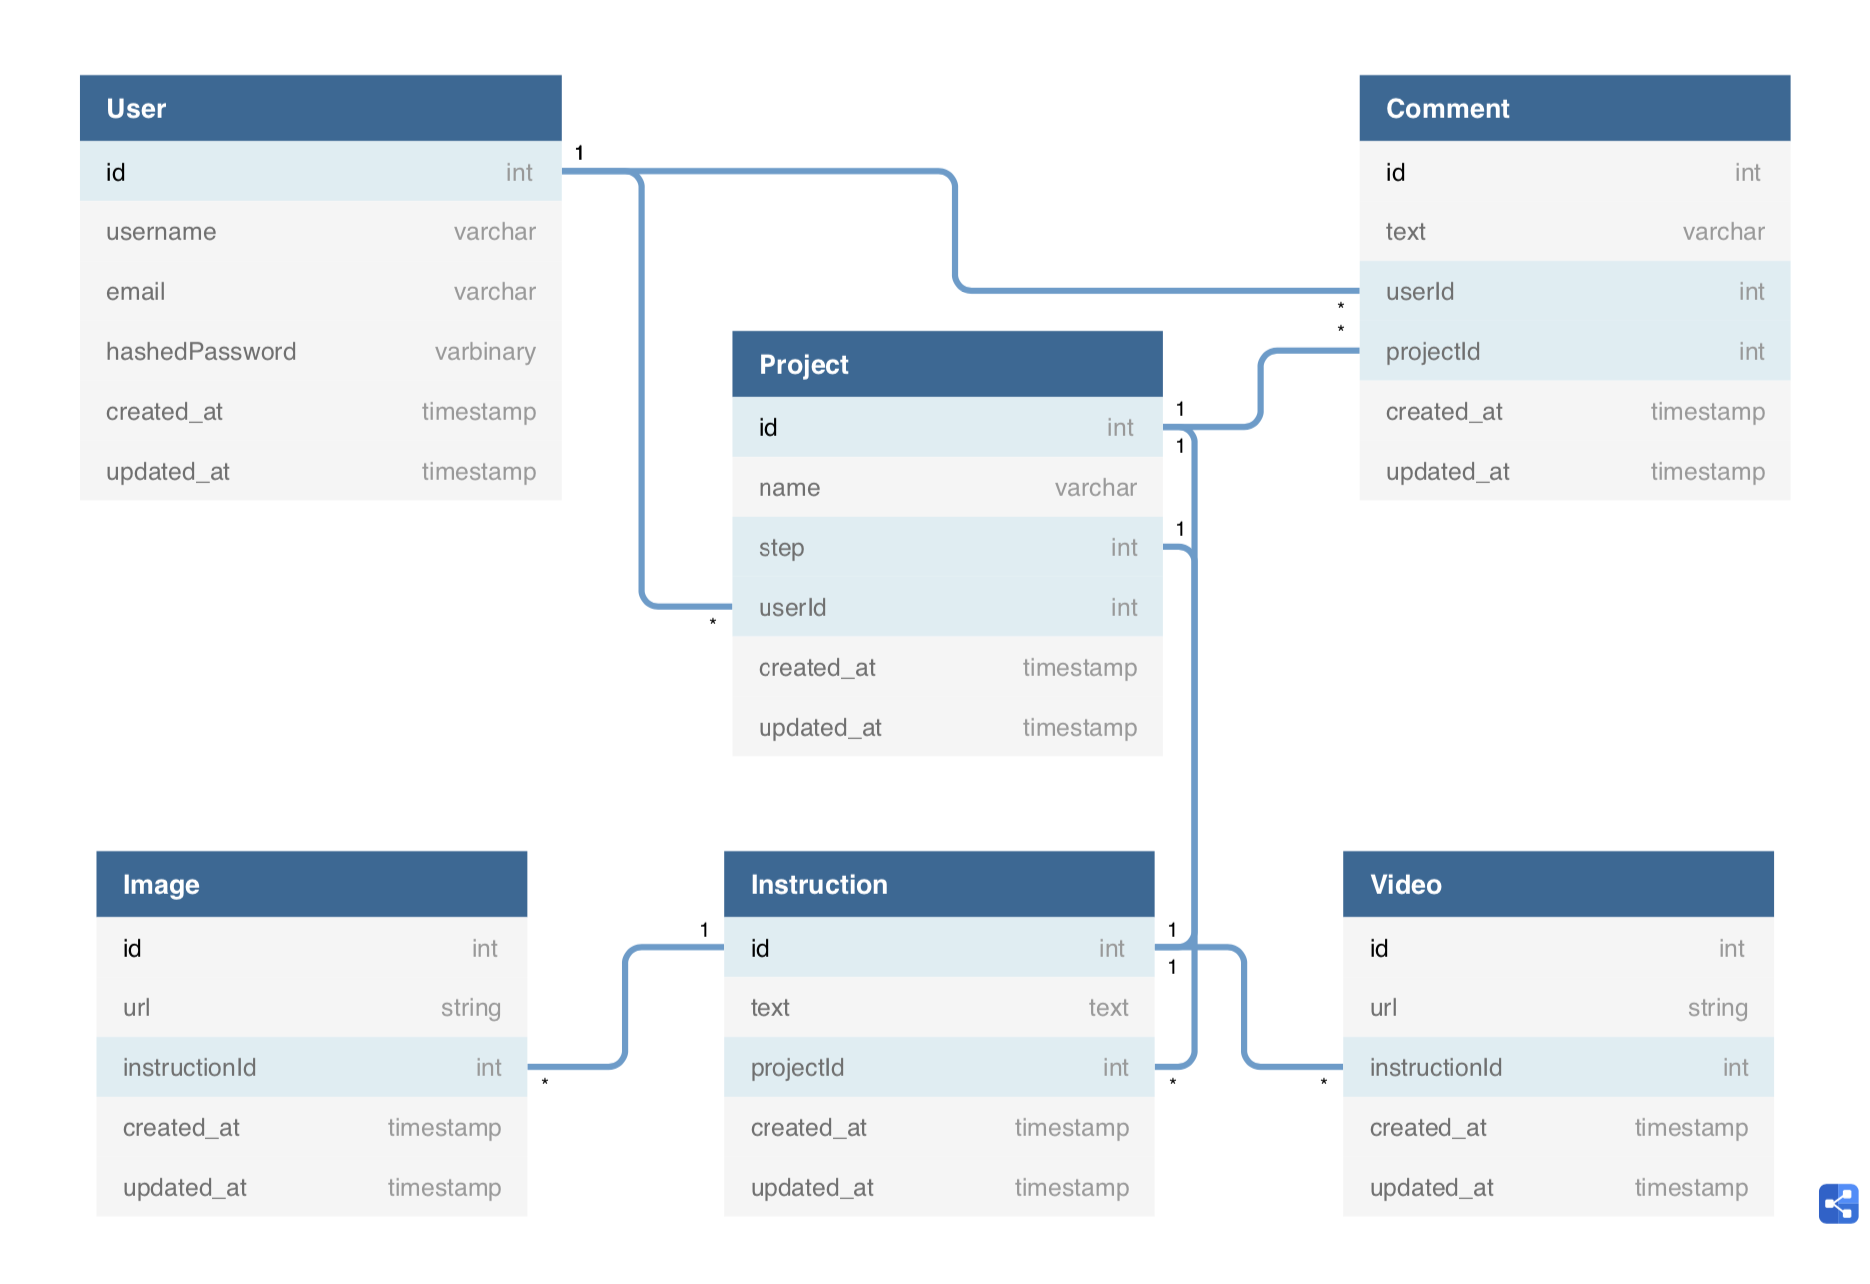 User
id int
username varchar
email varchar
hashedPassword varbinary
created_at timestamp
updated_at timestamp
1
Comment
id int
text varchar
userId int
projectId int
created_at timestamp
updated_at timestamp
*
*
Project
id int
name varchar
step int
userId int
created_at timestamp
updated_at timestamp
1
1
1
*
Image
id int
url string
instructionId int
created_at timestamp
updated_at timestamp
*
1
Instruction
id int
text text
projectId int
created_at timestamp
updated_at timestamp
1
1
*
*
Video
id int
url string
instructionId int
created_at timestamp
updated_at timestamp